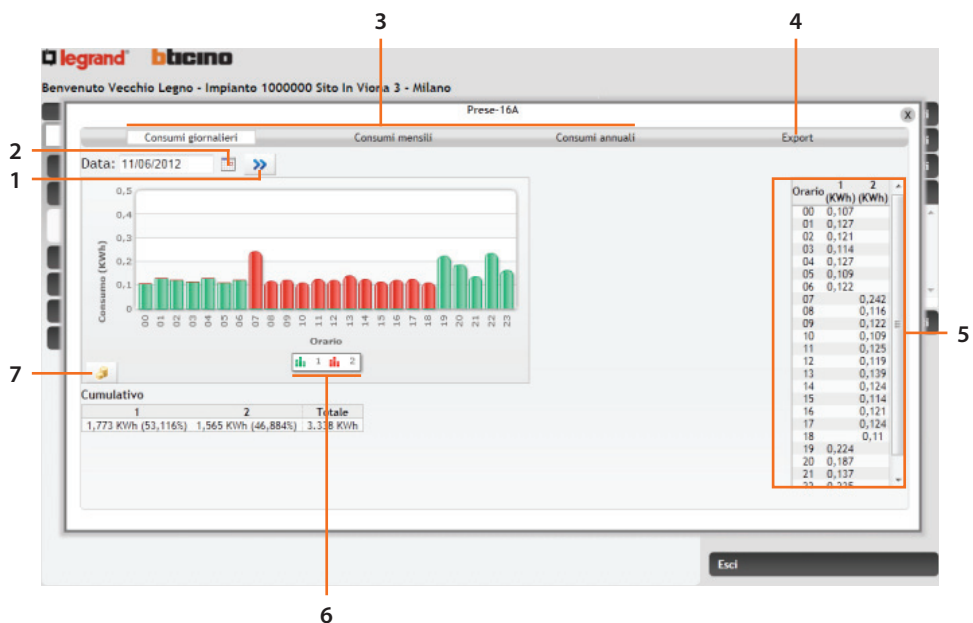 3
4
legrand bticino
Benvenuto Vecchio Legno - Impianto 1000000 Sito In Viona 3 - Milano
Prese-16A
X
Consumi giornalieri Consumi mensili Consumi annuali Export
2
Data: 11/06/2012
1
0,5
0,4
0,3
0,2
0,1
0
Consumo (KWh)
00 01 02 03 04 05 06 07 08 09 10 11 12 13 14 15 16 17 18 19 20 21 22 23
Orario
1 2
7
Cumulativo
1 2 Totale
1,773 KWh (53,116%) 1,565 KWh (46,884%) 3,338 KWh
Orario 1 (KWh) 2 (KWh)
00 0,107
01 0,127
02 0,121
03 0,114
04 0,127
05 0,109
06 0,122
07 0,242
08 0,116
09 0,122
10 0,109
11 0,125
12 0,119
13 0,139
14 0,124
15 0,114
16 0,121
17 0,124
18 0,11
19 0,224
20 0,187
21 0,137
5
Esci
6